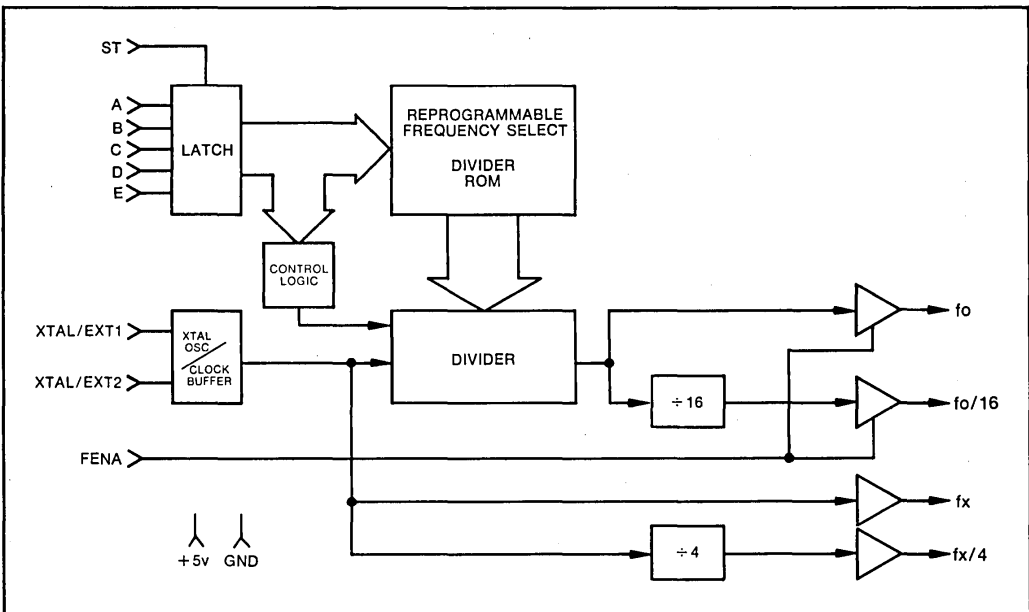 ST
A
B
C
D
E
LATCH
REPROGRAMMABLE
FREQUENCY SELECT
DIVIDER
ROM
CONTROL
LOGIC
XTAL/EXT1
XTAL/EXT2
XTAL
OSC
CLOCK
BUFFER
DIVIDER
fo
÷16
fo/16
FENA
fx
÷4
fx/4
+5v
GND